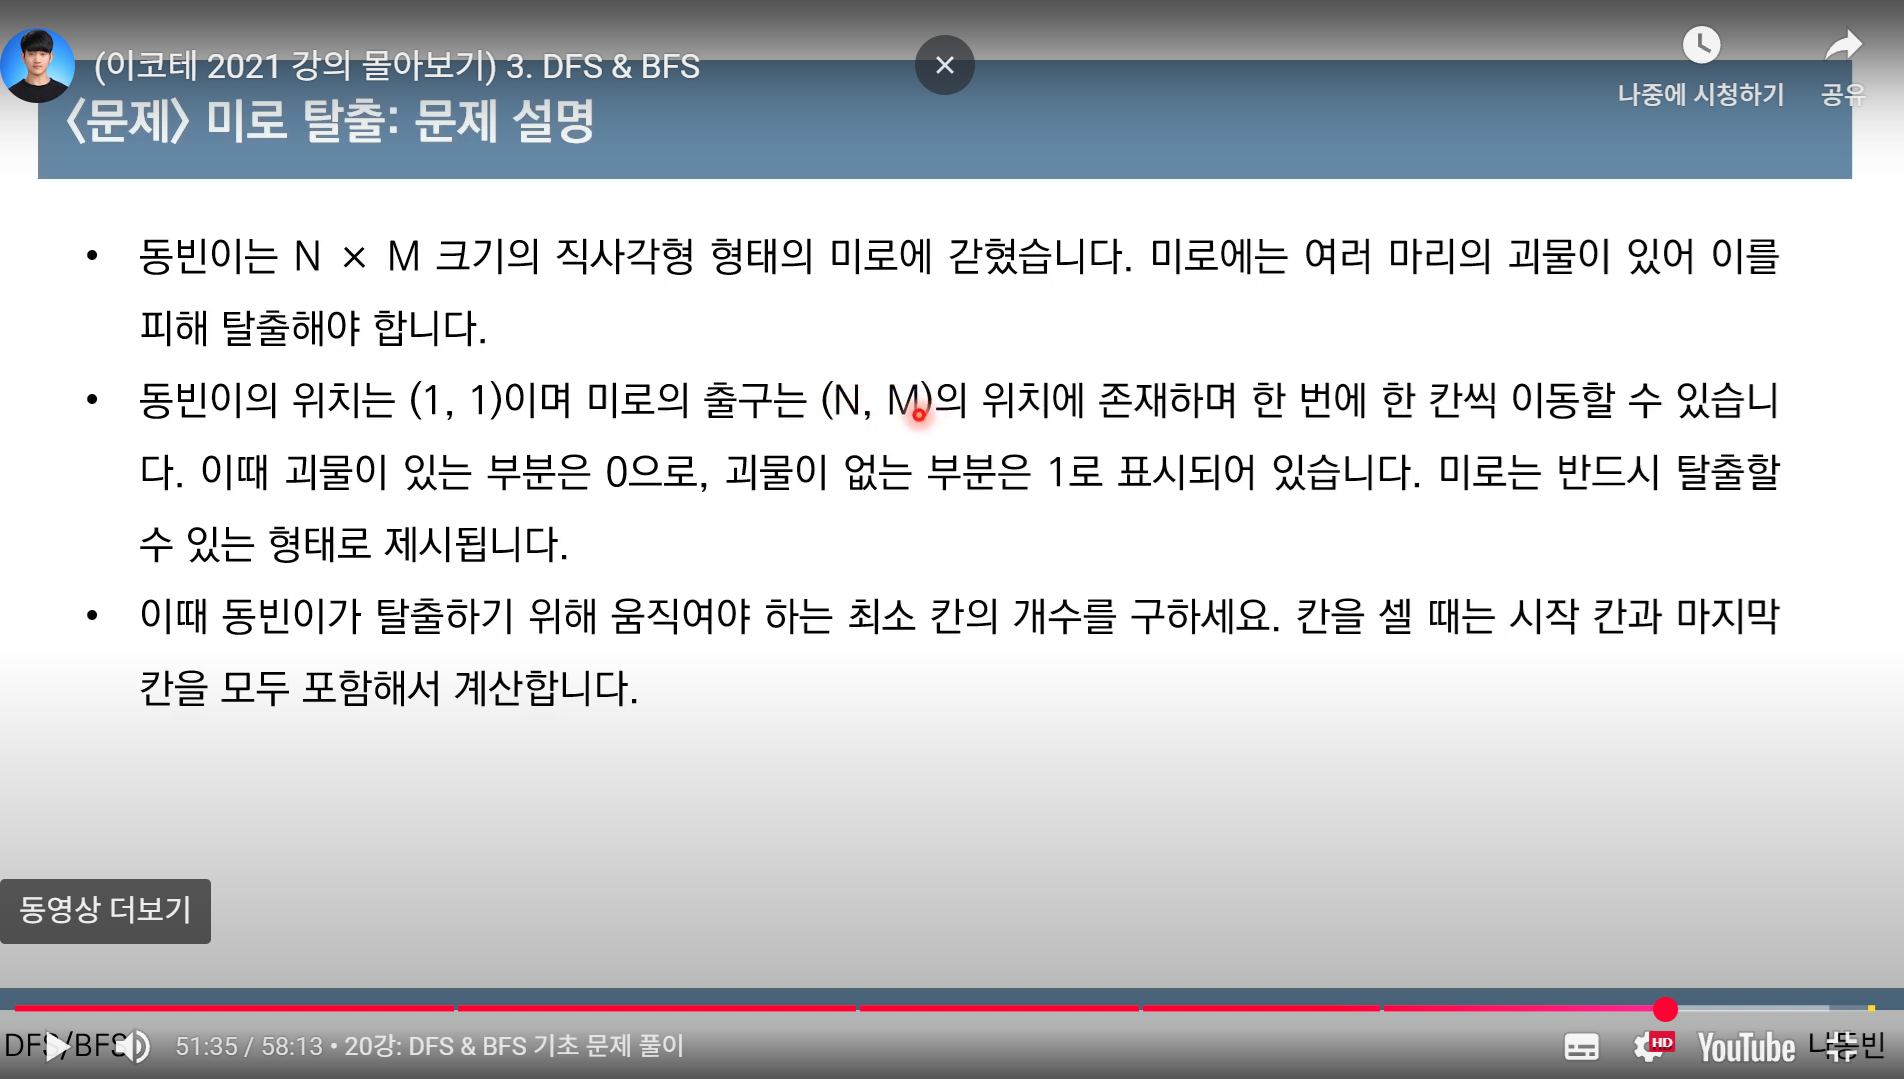 (이코테 2021 강의 몰아보기) 3. DFS & BFS
나중에 시청하기
공유
<문제> 미로 탈출: 문제 설명
• 동빈이는 N × M 크기의 직사각형 형태의 미로에 갇혔습니다. 미로에는 여러 마리의 괴물이 있어 이를
피해 탈출해야 합니다.
• 동빈이의 위치는 (1, 1)이며 미로의 출구는 (N, M)의 위치에 존재하며 한 번에 한 칸씩 이동할 수 있습니
다. 이때 괴물이 있는 부분은 0으로, 괴물이 없는 부분은 1로 표시되어 있습니다. 미로는 반드시 탈출할
수 있는 형태로 제시됩니다.
• 이때 동빈이가 탈출하기 위해 움직여야 하는 최소 칸의 개수를 구하세요. 칸을 셀 때는 시작 칸과 마지막
칸을 모두 포함해서 계산합니다.
동영상 더보기
DFS/BFS
51:35 / 58:13 • 20강: DFS & BFS 기초 문제 풀이
HD
YouTube
나동빈